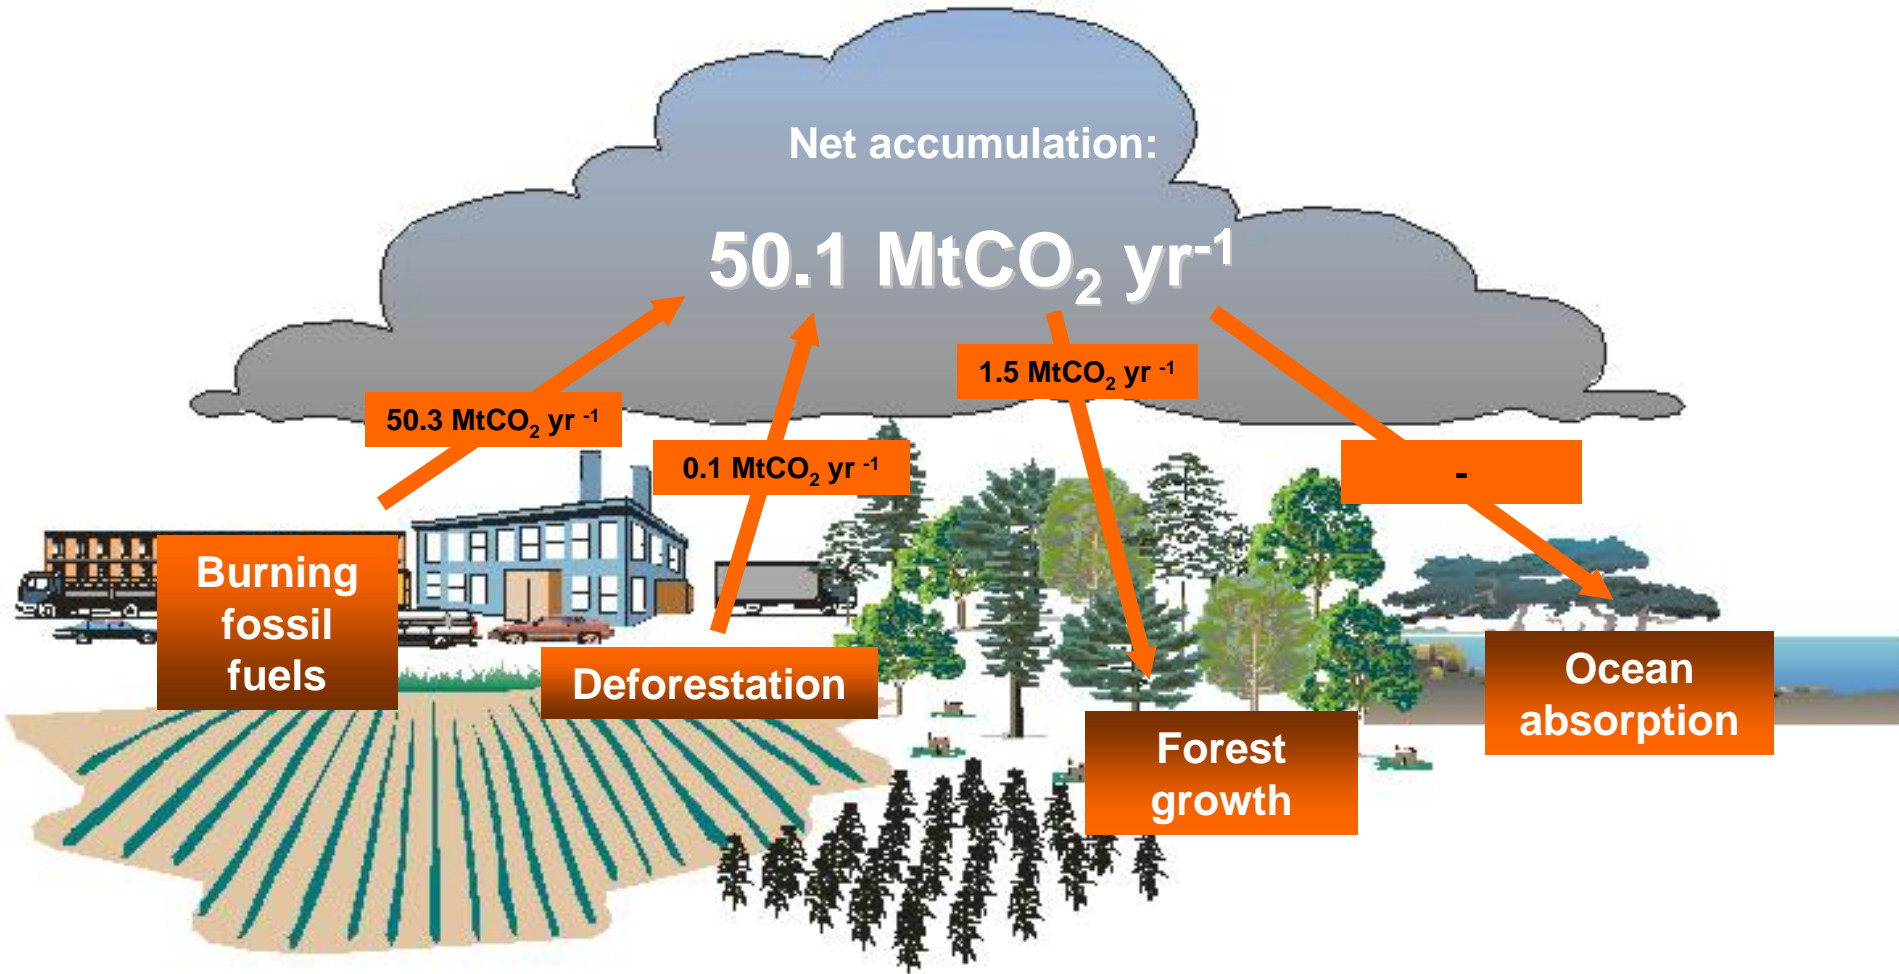 Net accumulation:
50.1 MtCO₂ yr⁻¹
1.5 MtCO₂ yr ⁻¹
50.3 MtCO₂ yr ⁻¹
0.1 MtCO₂ yr ⁻¹
-
Burning
fossil
fuels
Deforestation
Ocean
absorption
Forest
growth